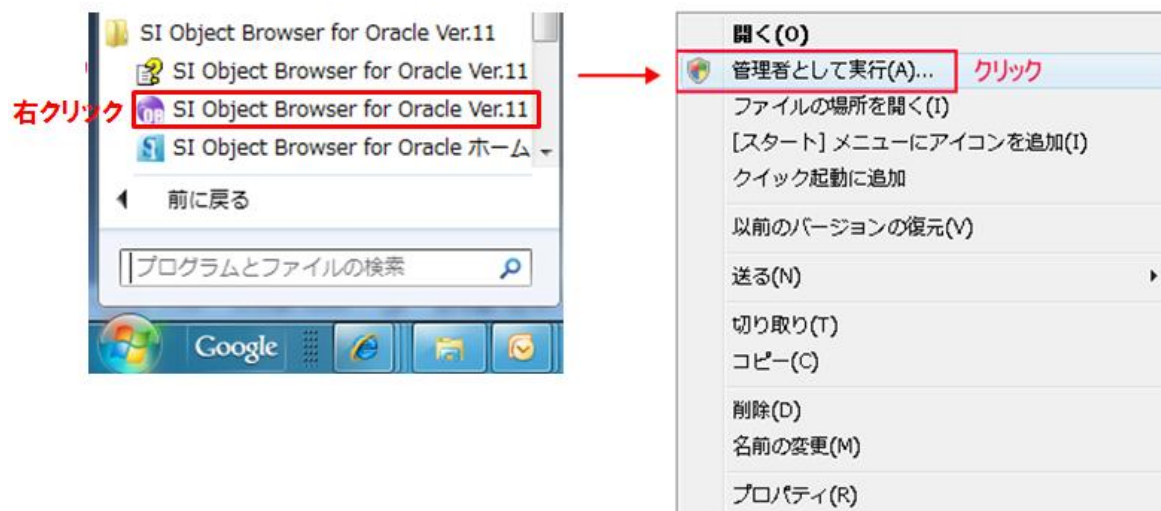 SI Object Browser for Oracle Ver.11
SI Object Browser for Oracle Ver.11
右クリック
SI Object Browser for Oracle Ver.11
SI Object Browser for Oracle ホーム
前に戻る
プログラムとファイルの検索
Google
開く(O)
管理者として実行(A)...
クリック
ファイルの場所を開く(I)
[スタート] メニューにアイコンを追加(I)
クイック起動に追加
以前のバージョンの復元(V)
送る(N)
切り取り(T)
コピー(C)
削除(D)
名前の変更(M)
プロパティ(R)